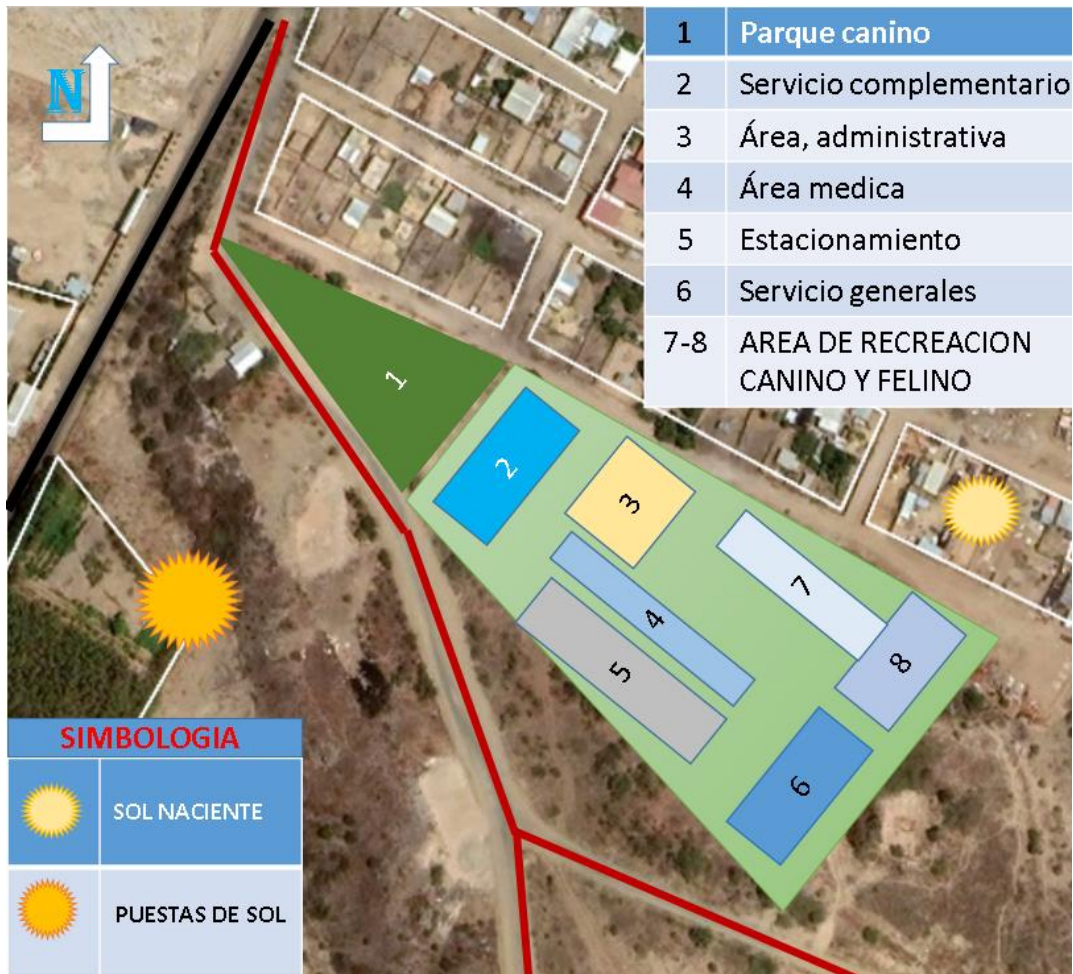 N
1 Parque canino
2 Servicio complementario
3 Área, administrativa
4 Área medica
5 Estacionamiento
6 Servicio generales
7-8 AREA DE RECREACION
CANINO Y FELINO
1
2
3
4
5
7
8
6
SIMBOLOGIA
SOL NACIENTE
PUESTAS DE SOL